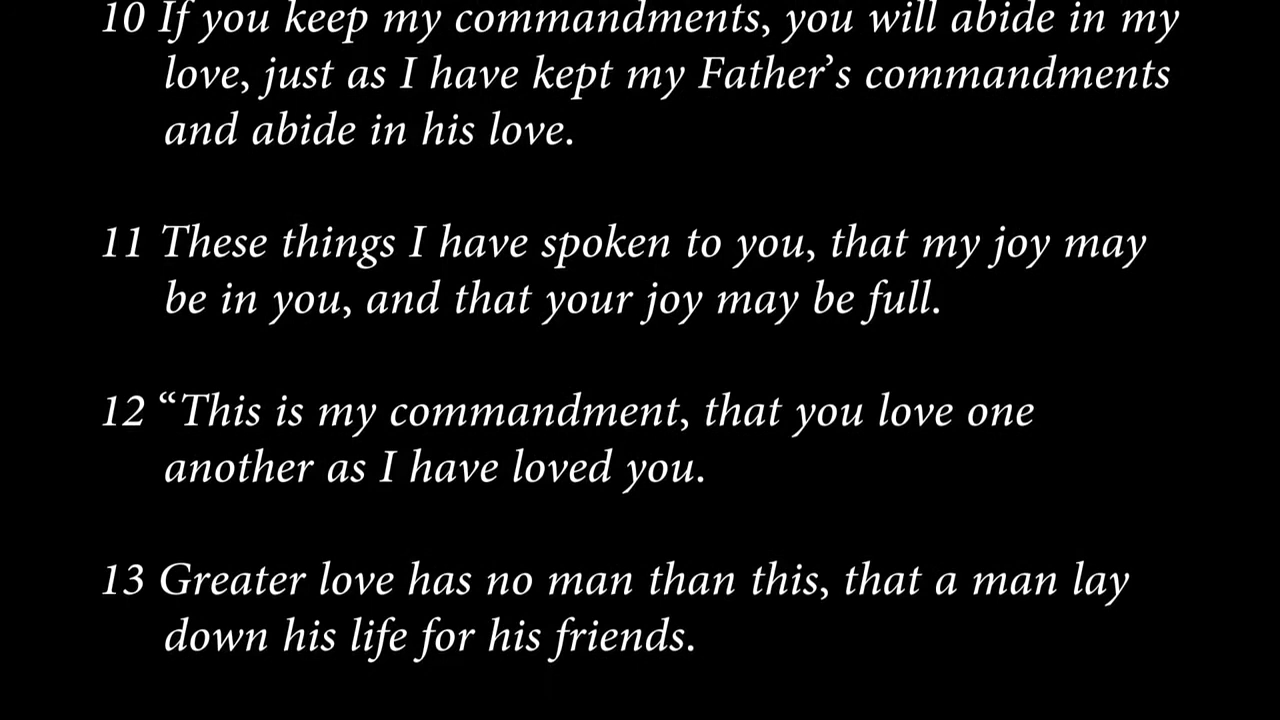 10 If you keep my commandments, you will abide in my
love, just as I have kept my Father’s commandments
and abide in his love.
11 These things I have spoken to you, that my joy may
be in you, and that your joy may be full.
12 “This is my commandment, that you love one
another as I have loved you.
13 Greater love has no man than this, that a man lay
down his life for his friends.